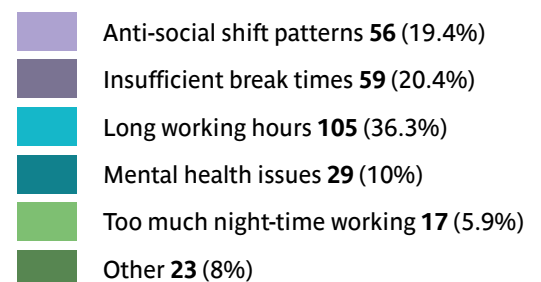 Anti-social shift patterns 56 (19.4%)
Insufficient break times 59 (20.4%)
Long working hours 105 (36.3%)
Mental health issues 29 (10%)
Too much night-time working 17 (5.9%)
Other 23 (8%)